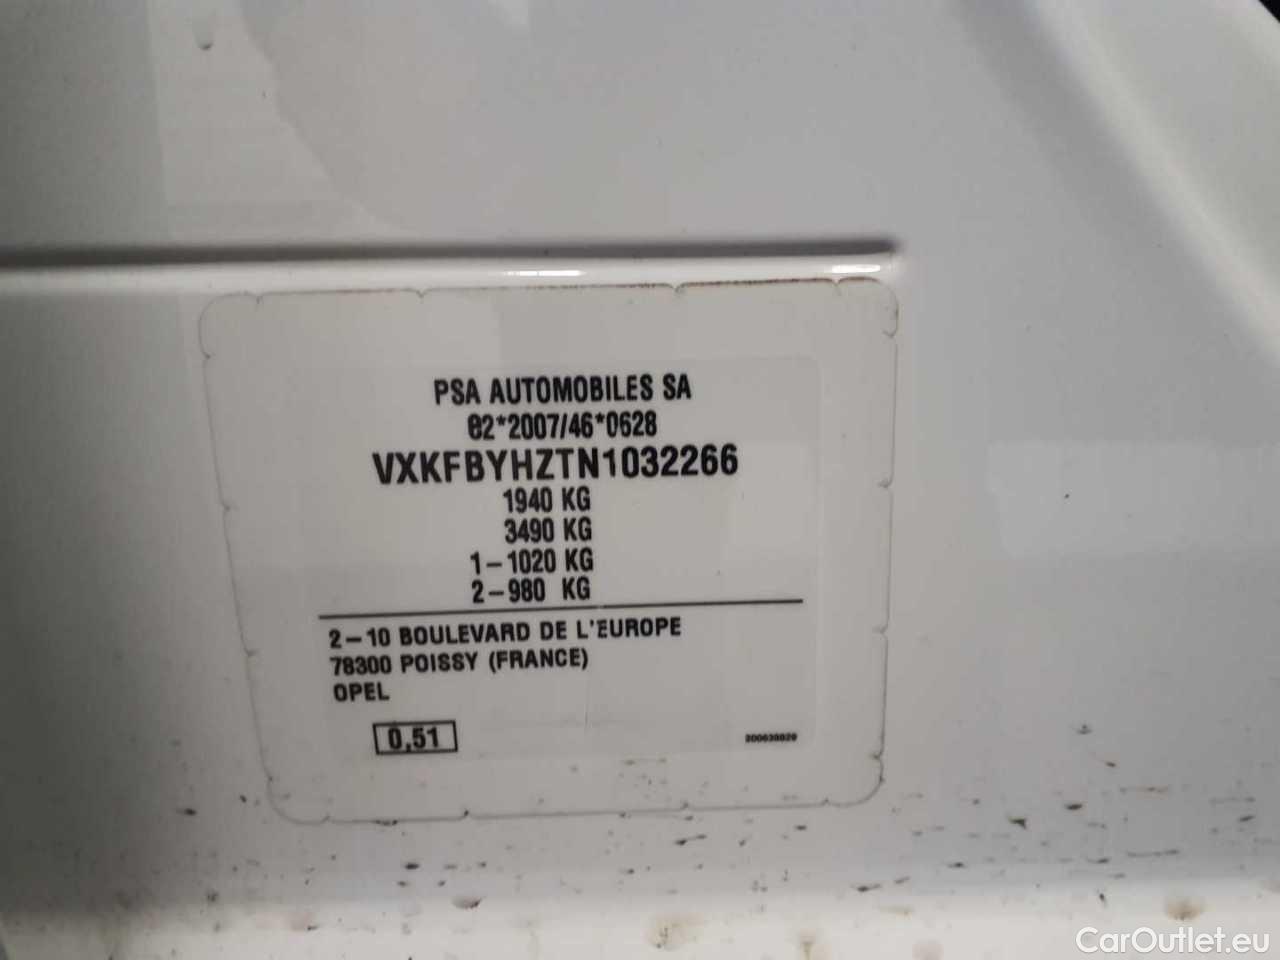 PSA AUTOMOBILES SA
e2*2007/46*0628
VXKFBYHZTN1032266
1940 KG
3490 KG
1-1020 KG
2-980 KG
2-10 BOULEVARD DE L'EUROPE
78300 POISSY (FRANCE)
OPEL
0,51
CarOutlet.eu